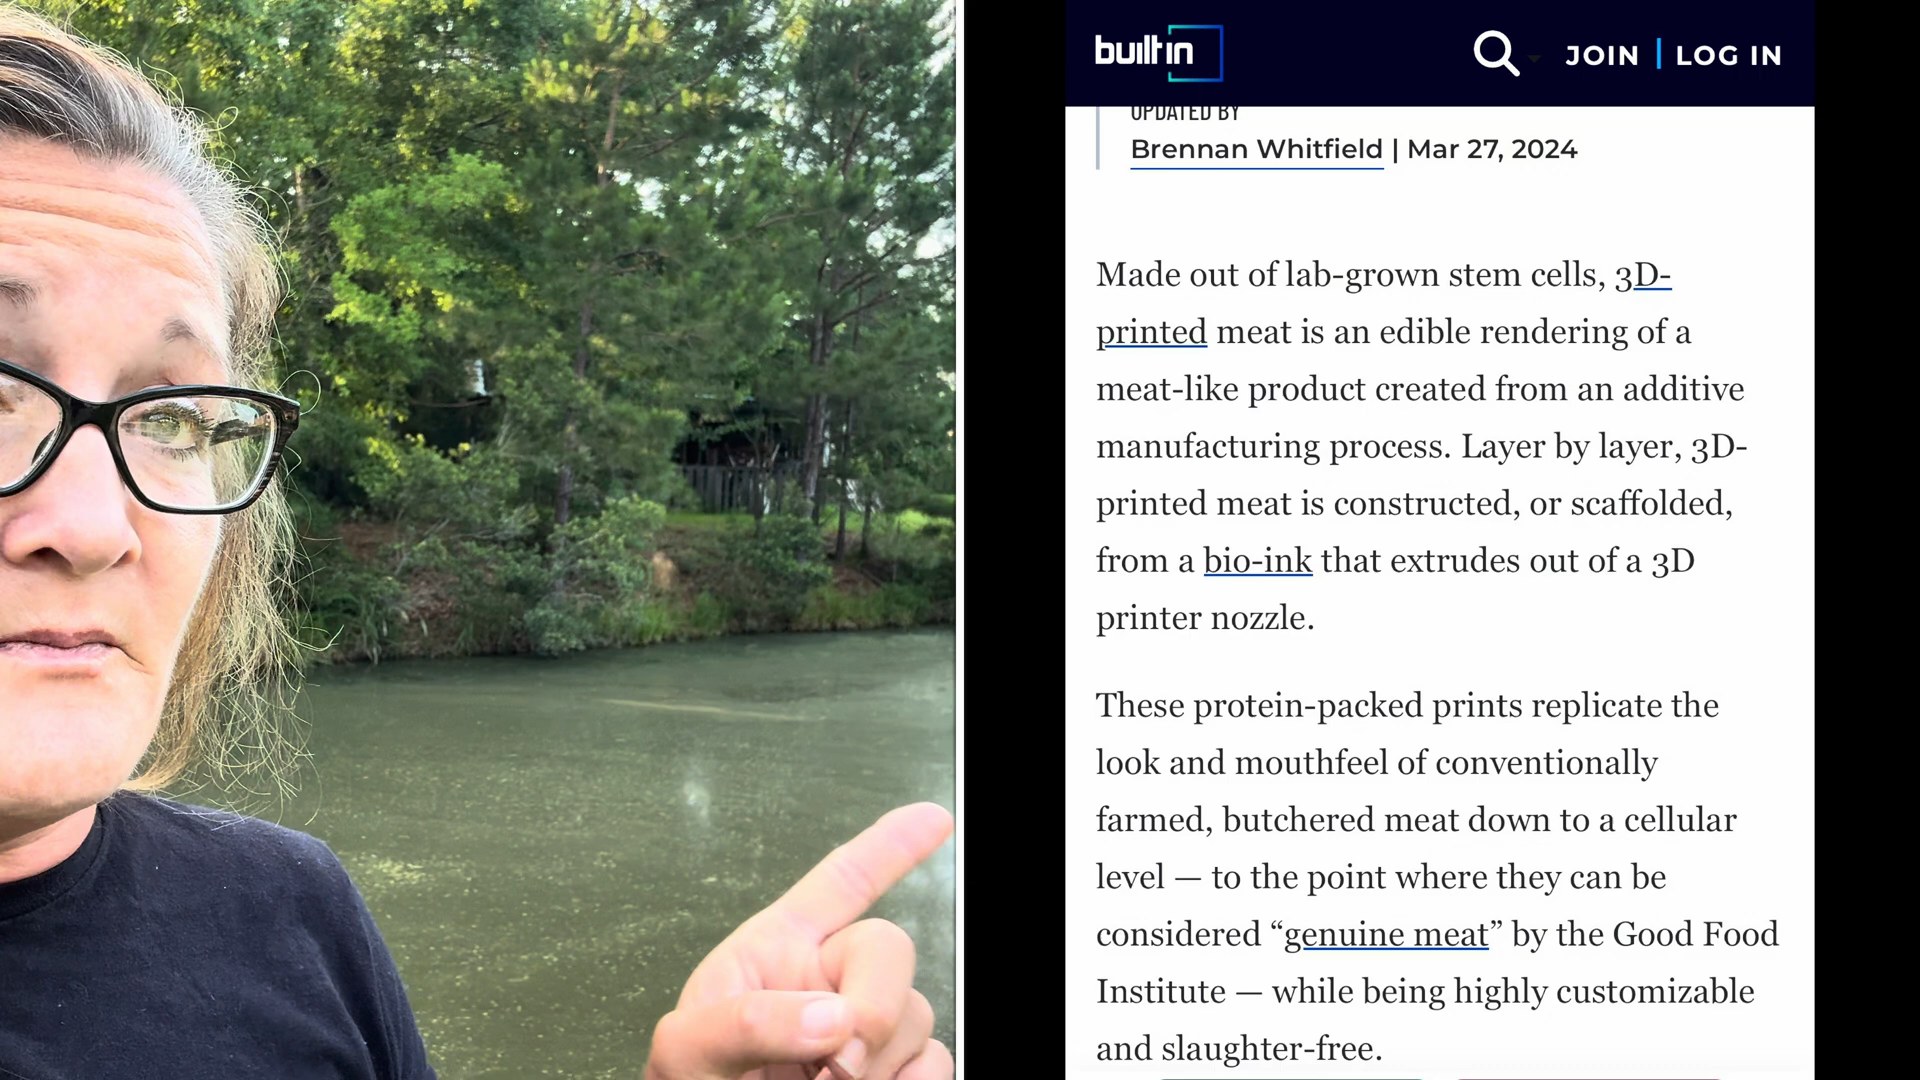 built in
JOIN | LOG IN
UPDATED BY
Brennan Whitfield | Mar 27, 2024
Made out of lab-grown stem cells, 3D-
printed meat is an edible rendering of a
meat-like product created from an additive
manufacturing process. Layer by layer, 3D-
printed meat is constructed, or scaffolded,
from a bio-ink that extrudes out of a 3D
printer nozzle.
These protein-packed prints replicate the
look and mouthfeel of conventionally
farmed, butchered meat down to a cellular
level — to the point where they can be
considered “genuine meat” by the Good Food
Institute — while being highly customizable
and slaughter-free.